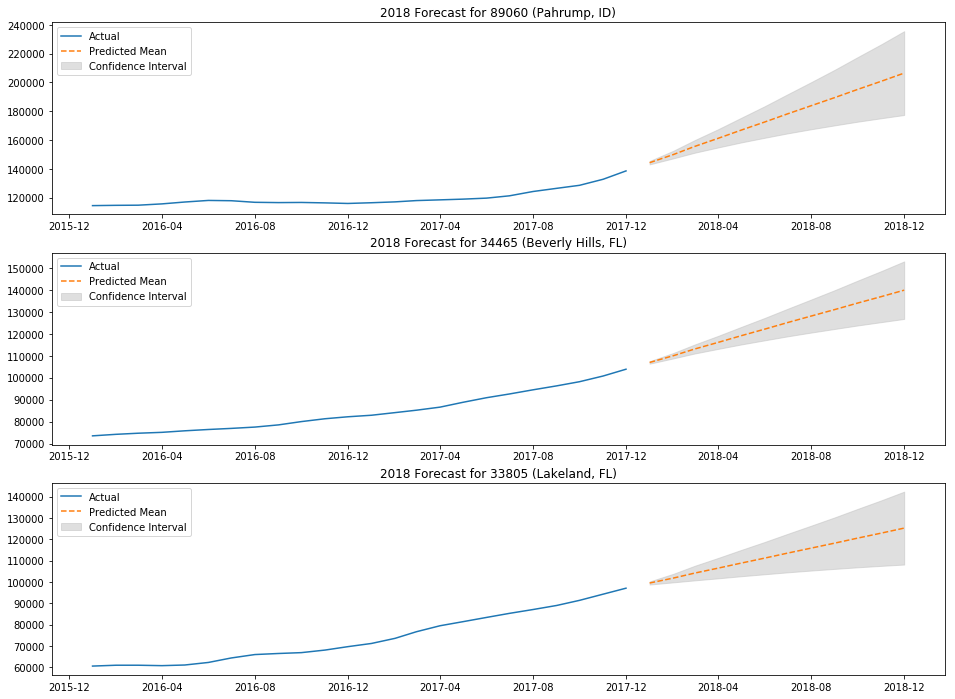 2018 Forecast for 89060 (Pahrump, ID)
240000
220000
200000
180000
160000
140000
120000
Actual
Predicted Mean
Confidence Interval
2015-12 2016-04 2016-08 2016-12 2017-04 2017-08 2017-12 2018-04 2018-08 2018-12
2018 Forecast for 34465 (Beverly Hills, FL)
150000
140000
130000
120000
110000
100000
90000
80000
70000
Actual
Predicted Mean
Confidence Interval
2015-12 2016-04 2016-08 2016-12 2017-04 2017-08 2017-12 2018-04 2018-08 2018-12
2018 Forecast for 33805 (Lakeland, FL)
140000
130000
120000
110000
100000
90000
80000
70000
60000
Actual
Predicted Mean
Confidence Interval
2015-12 2016-04 2016-08 2016-12 2017-04 2017-08 2017-12 2018-04 2018-08 2018-12